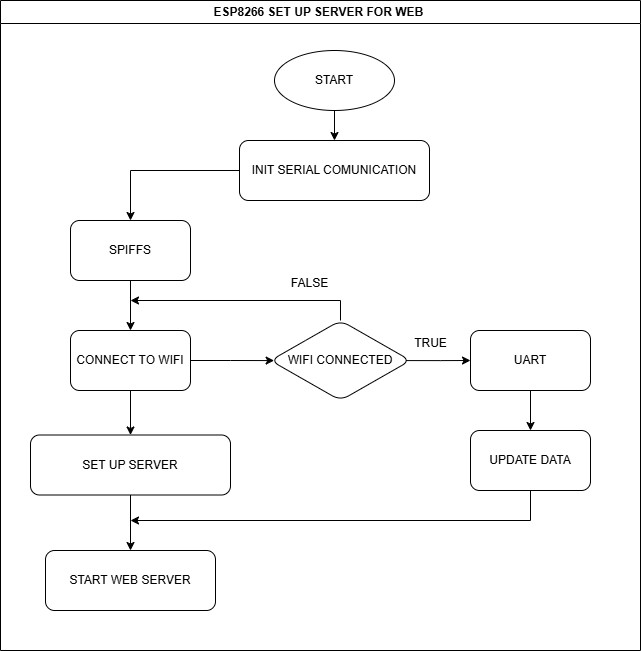 ESP8266 SET UP SERVER FOR WEB
START
INIT SERIAL COMUNICATION
SPIFFS
FALSE
CONNECT TO WIFI
WIFI CONNECTED
TRUE
UART
SET UP SERVER
UPDATE DATA
START WEB SERVER